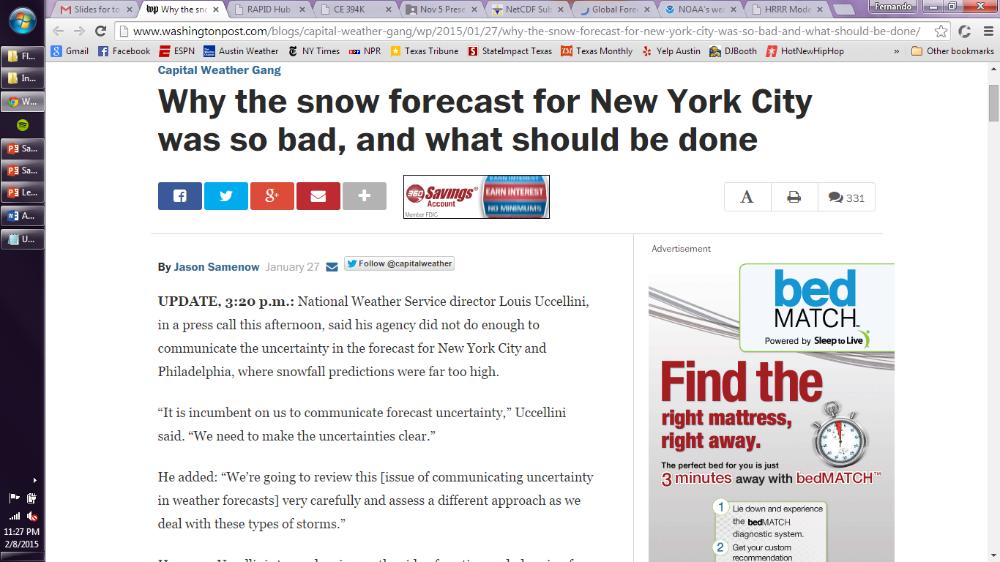 Slides for to
Why the sno
RAPID Hub
CE 394K
Nov 5 Prese
NetCDF Sub
Global Fore
NOAA's wea
HRRR Mode
Fernando
www.washingtonpost.com/blogs/capital-weather-gang/wp/2015/01/27/why-the-snow-forecast-for-new-york-city-was-so-bad-and-what-should-be-done/
Gmail
Facebook
ESPN
Austin Weather
NY Times
NPR
Texas Tribune
StateImpact Texas
Texas Monthly
Yelp Austin
DJBooth
HotNewHipHop
»
Other bookmarks
Fl...
In...
W...
Sa...
Sa...
Le...
A...
U...
11:27 PM
2/8/2015
Capital Weather Gang
Why the snow forecast for New York City
was so bad, and what should be done
360 Savings®
Account
Member FDIC
EARN INTEREST
EARN INTEREST
NO MINIMUMS
A
331
By Jason Samenow January 27
Follow @capitalweather
UPDATE, 3:20 p.m.: National Weather Service director Louis Uccellini,
in a press call this afternoon, said his agency did not do enough to
communicate the uncertainty in the forecast for New York City and
Philadelphia, where snowfall predictions were far too high.
“It is incumbent on us to communicate forecast uncertainty,” Uccellini
said. “We need to make the uncertainties clear.”
He added: “We’re going to review this [issue of communicating uncertainty
in weather forecasts] very carefully and assess a different approach as we
deal with these types of storms.”
Advertisement
bed
MATCH™
Powered by Sleep to Live
Find the
right mattress,
right away.
The perfect bed for you is just
3 minutes away with bedMATCH™
1 Lie down and experience
the bedMATCH
diagnostic system.
2 Get your custom
recommendation